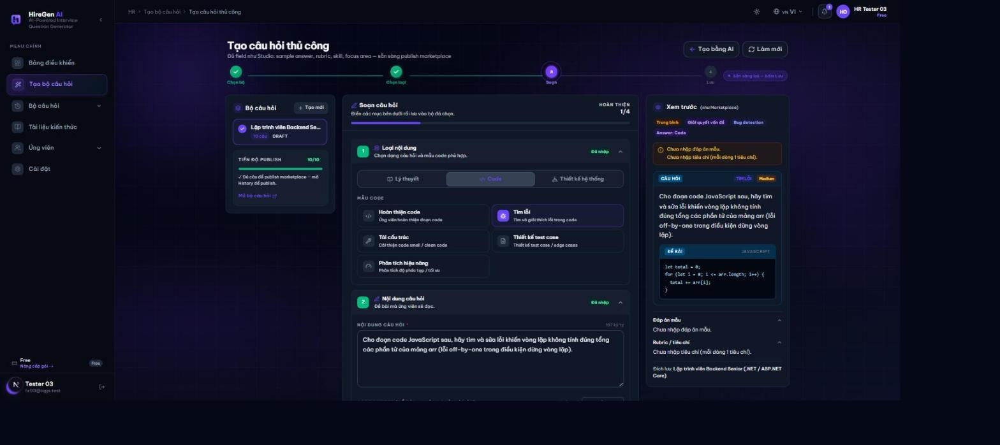 HireGen AI
AI-Powered Interview
Question Generator
MENU CHÍNH
Bảng điều khiển
Tạo bộ câu hỏi
Bộ câu hỏi
Tài liệu kiến thức
Ứng viên
Cài đặt
Free
Nâng cấp gói →
Free
N
Tester 03
hr03@iqgs.test
HR > Tạo bộ câu hỏi > Tạo câu hỏi thủ công
VN VI
1
HO
HR Tester 03
Free
Tạo câu hỏi thủ công
Đủ field như Studio: sample answer, rubric, skill, focus area — sẵn sàng publish marketplace
← Tạo bằng AI
Làm mới
Chọn bộ
Chọn loại
3
Soạn
4
Lưu
Sẵn sàng lưu — bấm Lưu
Bộ câu hỏi
+ Tạo mới
Lập trình viên Backend Se...
10 câu DRAFT
TIẾN ĐỘ PUBLISH 10/10
✓ Đủ câu để publish marketplace — mở
History để publish.
Mở bộ câu hỏi
Soạn câu hỏi
Điền các mục bên dưới rồi lưu vào bộ đã chọn.
HOÀN THIỆN
1/4
1
Loại nội dung
Chọn dạng câu hỏi và mẫu code phù hợp.
Đã nhập
Lý thuyết
Code
Thiết kế hệ thống
MẪU CODE
Hoàn thiện code
Ứng viên hoàn thiện đoạn code
Tìm lỗi
Tìm và giải thích lỗi trong code
Tái cấu trúc
Cải thiện code smell / clean code
Thiết kế test case
Thiết kế test case / edge cases
Phân tích hiệu năng
Phân tích độ phức tạp / tối ưu
2
Nội dung câu hỏi
Đề bài mà ứng viên sẽ đọc.
Đã nhập
NỘI DUNG CÂU HỎI *
157 ký tự
Cho đoạn code JavaScript sau, hãy tìm và sửa lỗi khiến vòng lặp không tính đúng tổng
các phần tử của mảng arr (lỗi off-by-one trong điều kiện dừng vòng lặp).
Xem trước (như Marketplace)
Trung bình
Giải quyết vấn đề
Bug detection
Answer: Code
Chưa nhập đáp án mẫu.
Chưa nhập tiêu chí (mỗi dòng 1 tiêu chí).
CÂU HỎI
TÌM LỖI
Medium
Cho đoạn code JavaScript sau, hãy tìm
và sửa lỗi khiến vòng lặp không tính
đúng tổng các phần tử của mảng arr (lỗi
off-by-one trong điều kiện dừng vòng
lặp).
ĐỀ BÀI
JAVASCRIPT
let total = 0;
for (let i = 0; i <= arr.length; i++) {
total += arr[i];
}
Đáp án mẫu
Chưa nhập đáp án mẫu.
Rubric / tiêu chí
Chưa nhập tiêu chí (mỗi dòng 1 tiêu chí).
Đích lưu: Lập trình viên Backend Senior (.NET / ASP.NET
Core)